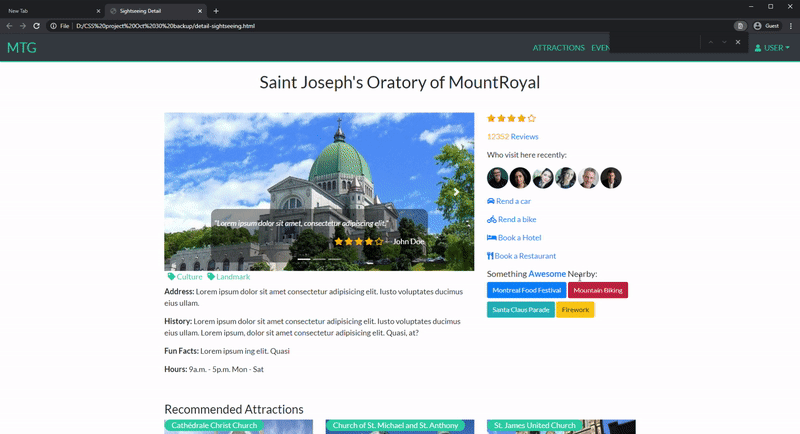 New Tab
Sightseeing Detail
File
D:/CSS%20project%20Oct%2030%20backup/detail-sightseeing.html
Guest
MTG
ATTRACTIONS
EVEN
USER
Saint Joseph's Oratory of MountRoyal
12352 Reviews
Who visit here recently:
Rend a car
Rend a bike
Book a Hotel
Book a Restaurant
Something Awesome Nearby:
Montreal Food Festival
Mountain Biking
Santa Claus Parade
Firework
"Lorem ipsum dolor sit amet, consectetur adipisicing elit."
John Doe
Culture
Landmark
Address: Lorem ipsum dolor sit amet consectetur adipisicing elit. Iusto voluptates ducimus
eius ullam.
History: Lorem ipsum dolor sit amet consectetur adipisicing elit. Iusto voluptates ducimus
eius ullam. Lorem ipsum, dolor sit amet consectetur adipisicing elit. Quasi, at?
Fun Facts: Lorem ipsum ing elit. Quasi
Hours: 9a.m. - 5p.m. Mon - Sat
Recommended Attractions
Cathédrale Christ Church
Church of St. Michael and St. Anthony
St. James United Church